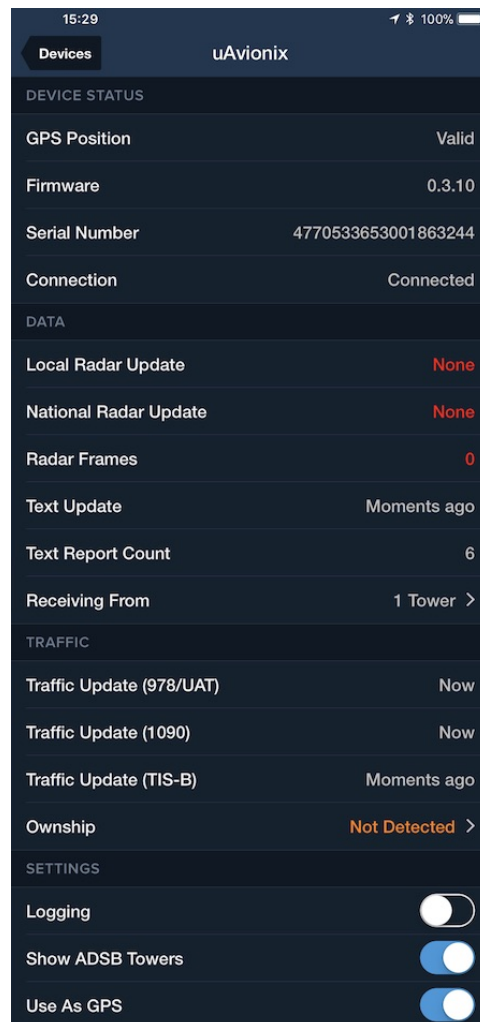 15:29 100%
Devices uAvionix
DEVICE STATUS
GPS Position Valid
Firmware 0.3.10
Serial Number 4770533653001863244
Connection Connected
DATA
Local Radar Update None
National Radar Update None
Radar Frames 0
Text Update Moments ago
Text Report Count 6
Receiving From 1 Tower >
TRAFFIC
Traffic Update (978/UAT) Now
Traffic Update (1090) Now
Traffic Update (TIS-B) Moments ago
Ownship Not Detected >
SETTINGS
Logging
Show ADSB Towers
Use As GPS